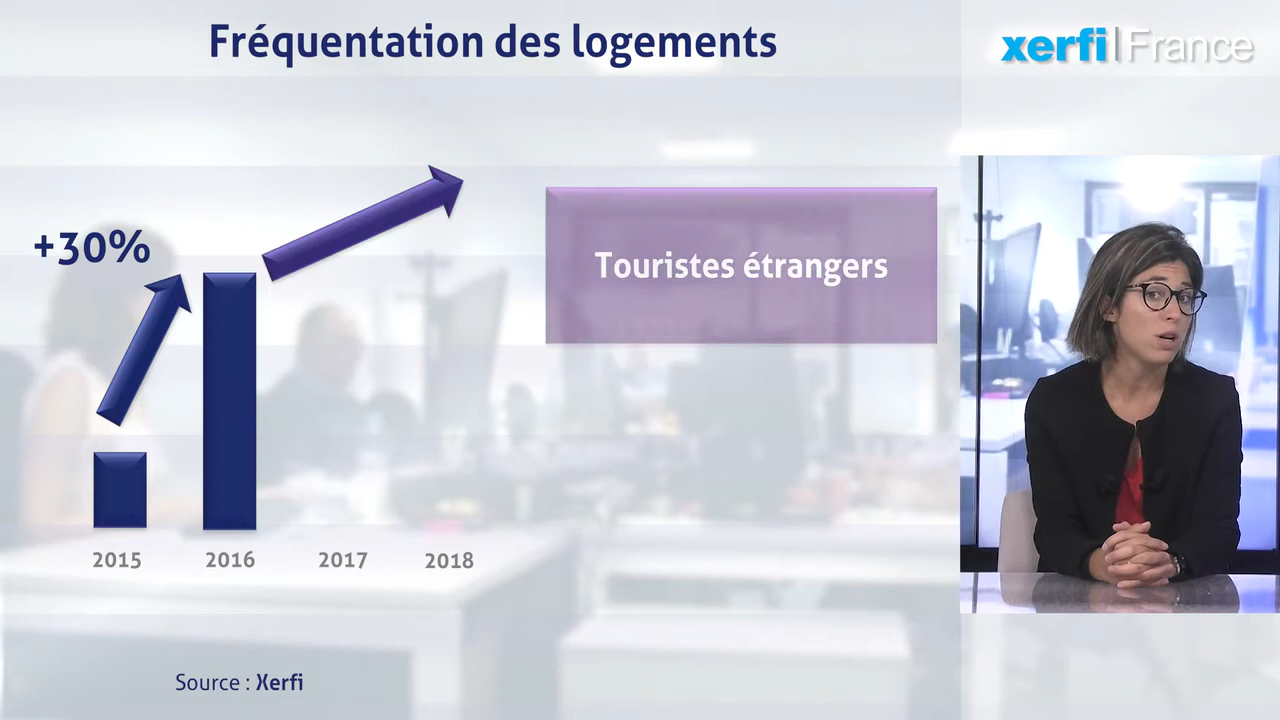 Fréquentation des logements
xerfi France
+30%
Touristes étrangers
2015 2016 2017 2018
Source : Xerfi